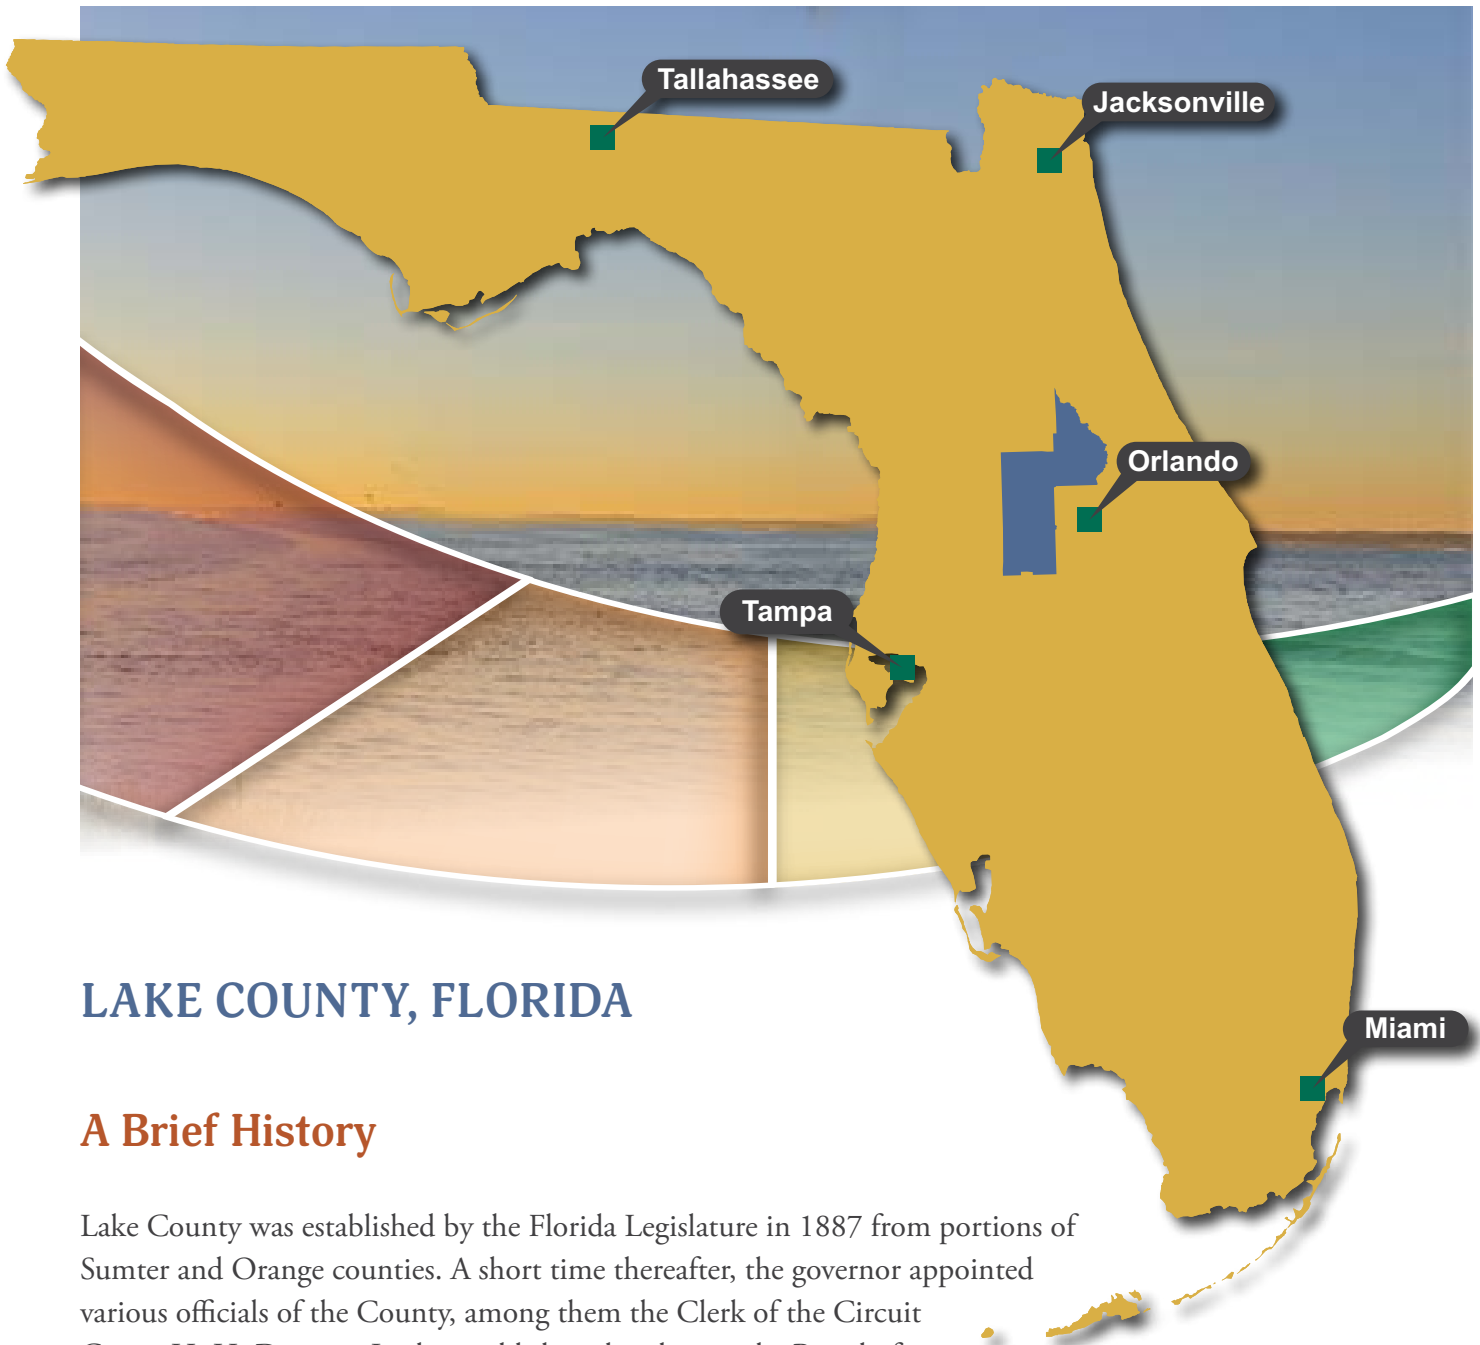 Tallahassee
Jacksonville
Orlando
Tampa
Miami
LAKE COUNTY, FLORIDA
A Brief History
Lake County was established by the Florida Legislature in 1887 from portions of
Sumter and Orange counties. A short time thereafter, the governor appointed
various officials of the County, among them the Clerk of the Circuit